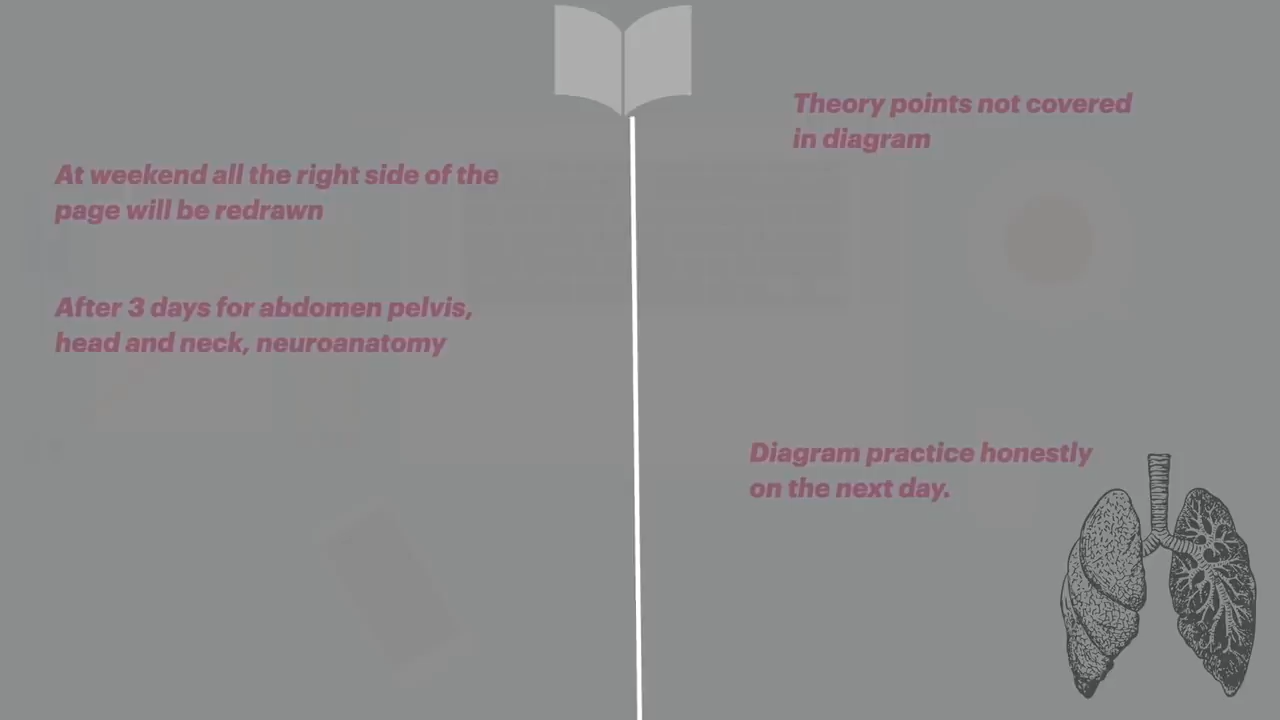 At weekend all the right side of the
page will be redrawn
After 3 days for abdomen pelvis,
head and neck, neuroanatomy
Theory points not covered
in diagram
Diagram practice honestly
on the next day.